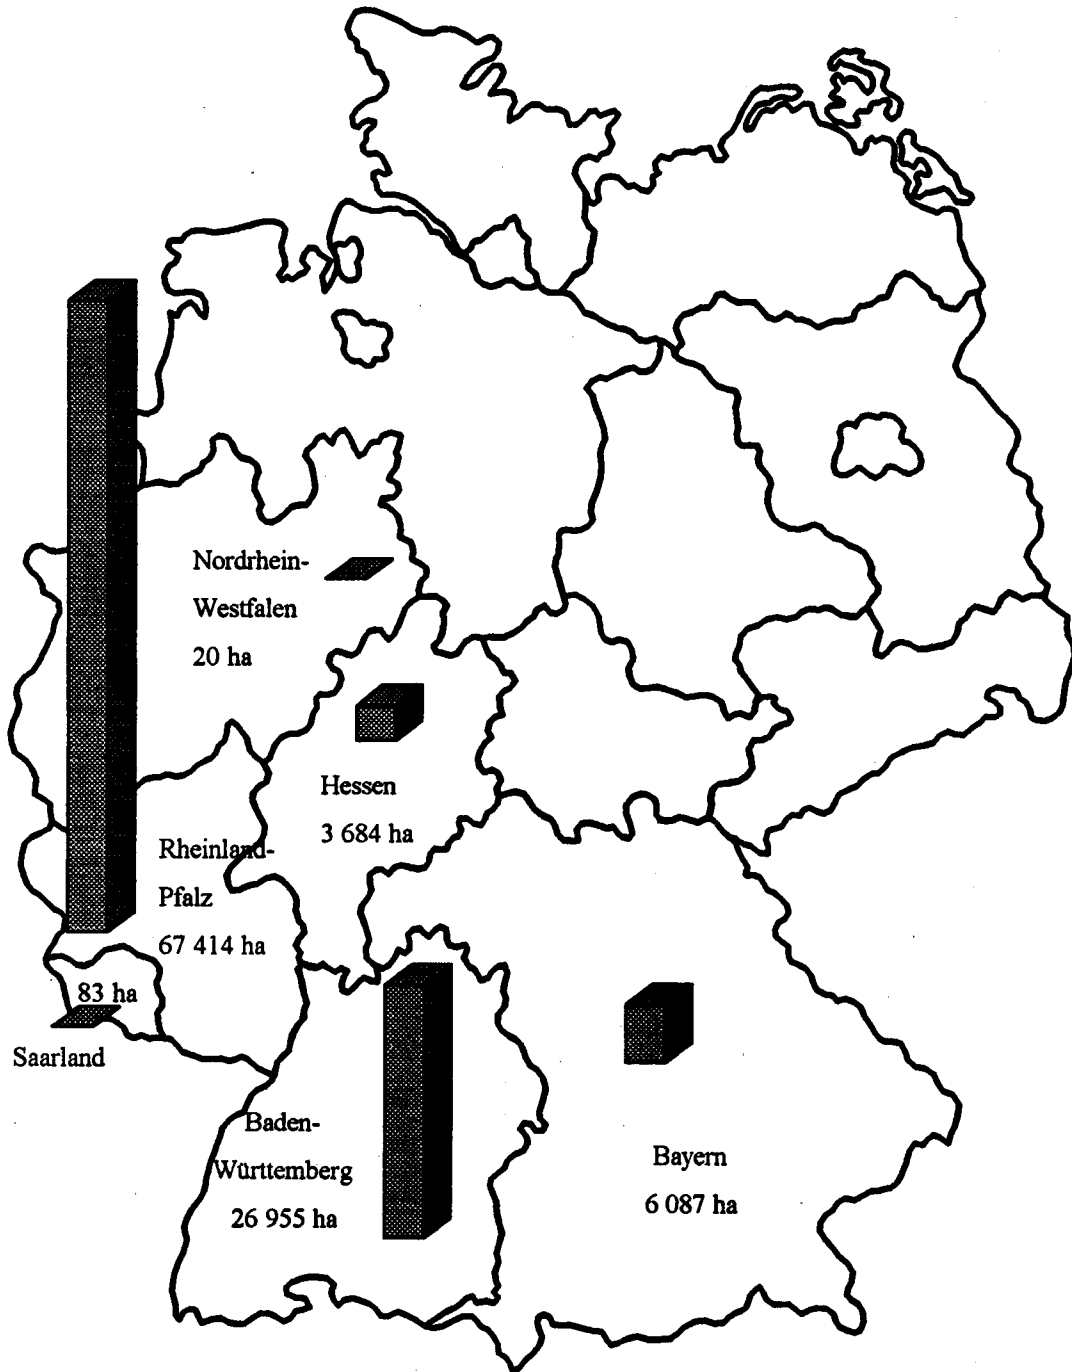 Nordrhein-
Westfalen
20 ha
Hessen
3 684 ha
Rheinland-
Pfalz
67 414 ha
83 ha
Saarland
Baden-
Württemberg
26 955 ha
Bayern
6 087 ha